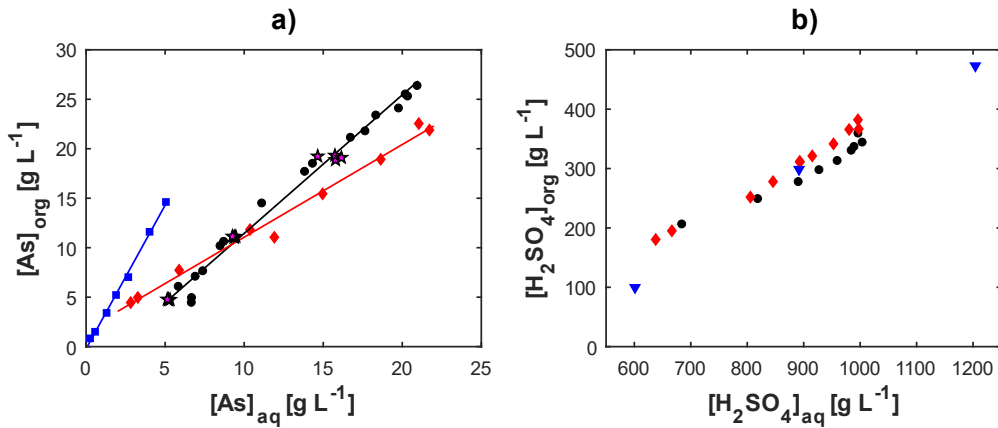 a)
30
25
20
15
10
5
0
[As]org [g L-1]
0 5 10 15 20 25
[As]aq [g L-1]
b)
500
400
300
200
100
0
[H2SO4]org [g L-1]
600 700 800 900 1000 1100 1200
[H2SO4]aq [g L-1]